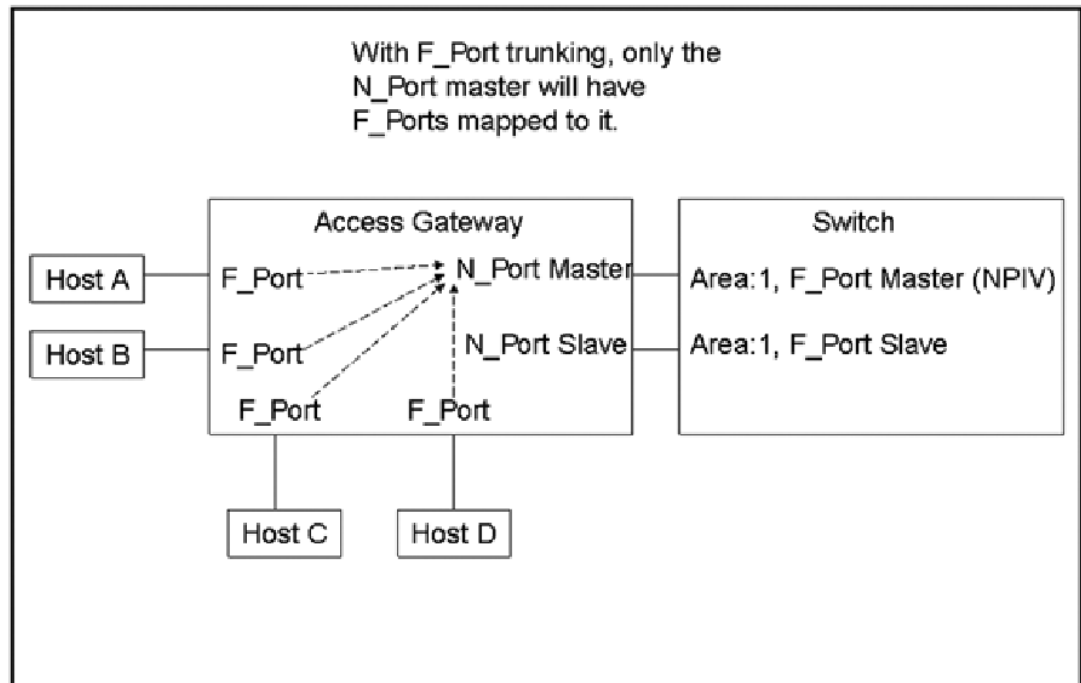 With F_Port trunking, only the
N_Port master will have
F_Ports mapped to it.
Access Gateway
Switch
Host A
F_Port
N_Port Master
Area:1, F_Port Master (NPIV)
Host B
F_Port
N_Port Slave
Area:1, F_Port Slave
F_Port
F_Port
Host C
Host D